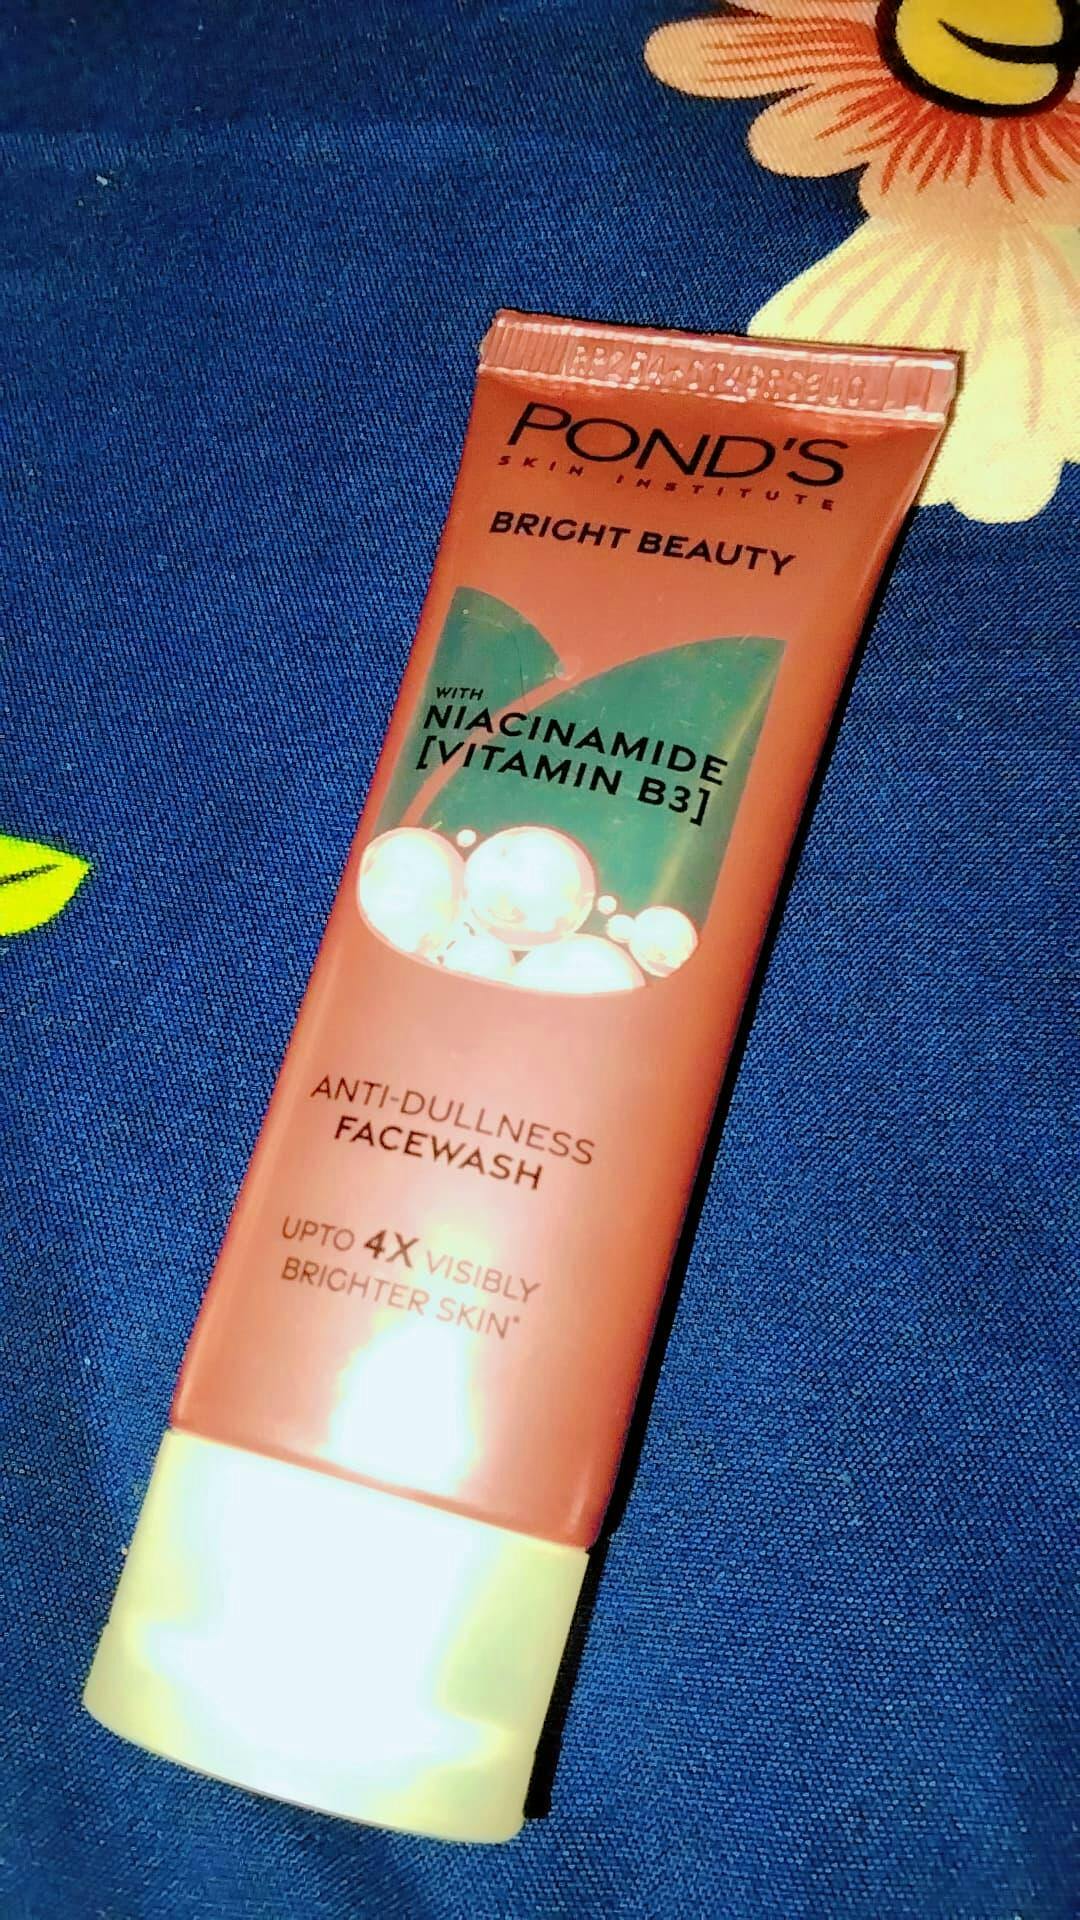 POND'S
SKIN INSTITUTE
BRIGHT BEAUTY
WITH
NIACINAMIDE
[VITAMIN B3]
ANTI-DULLNESS
FACEWASH
UPTO 4X VISIBLY
BRIGHTER SKIN*